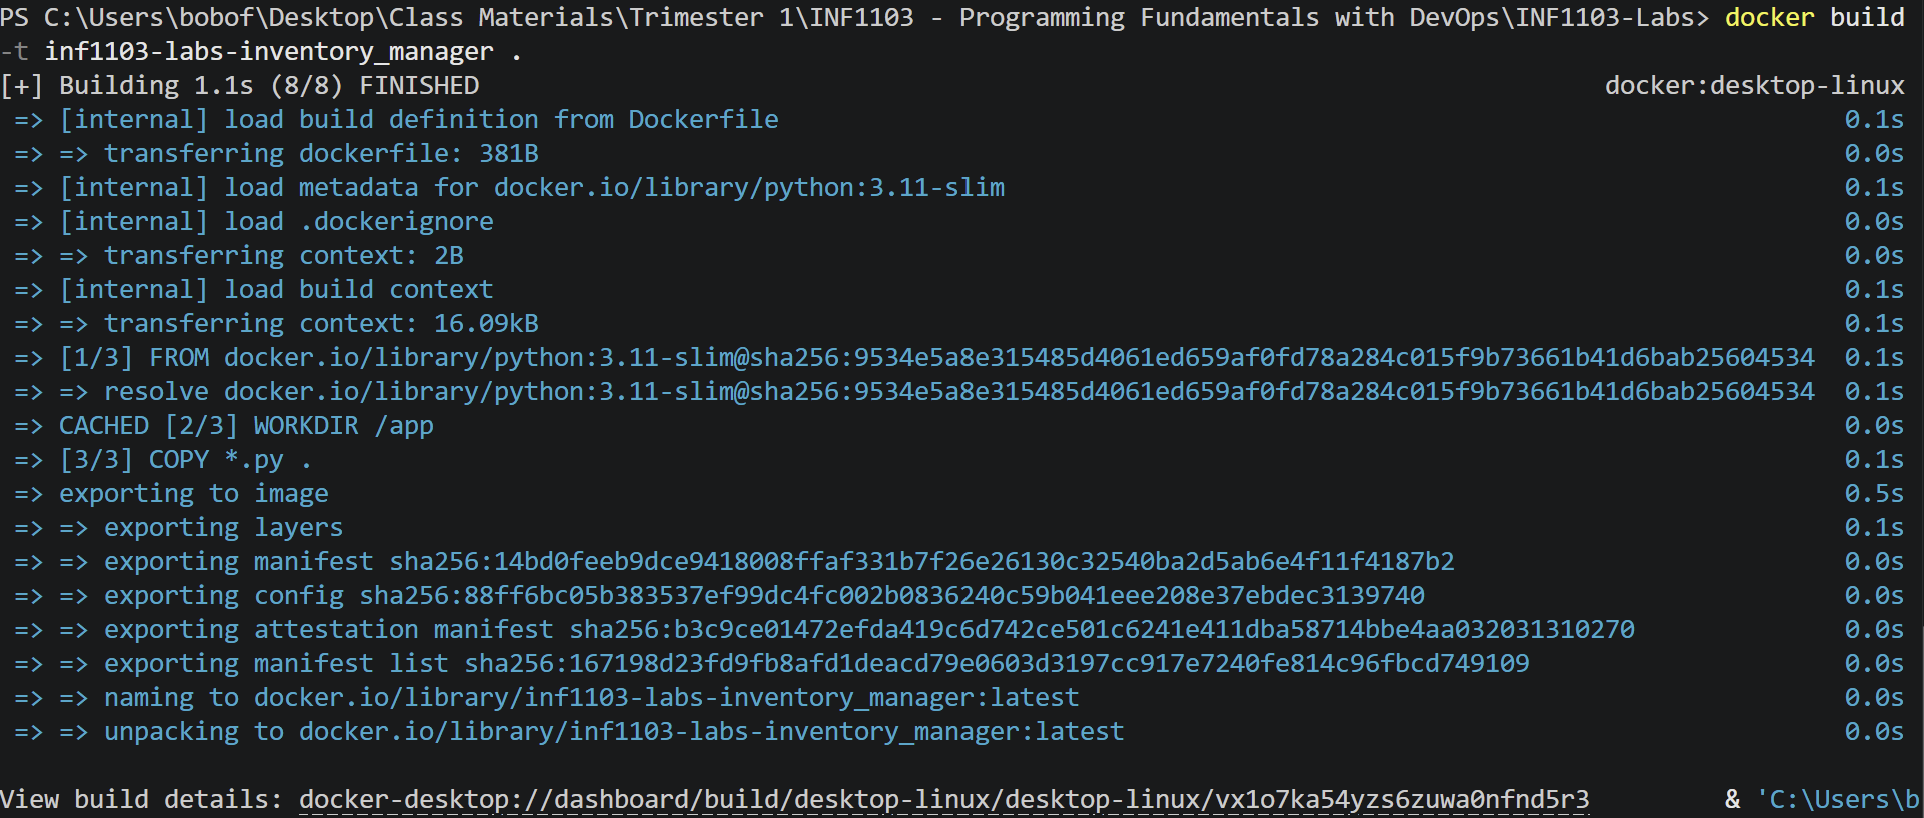 PS C:\Users\bobof\Desktop\Class Materials\Trimester 1\INF1103 - Programming Fundamentals with DevOps\INF1103-Labs> docker build
-t inf1103-labs-inventory_manager .
[+] Building 1.1s (8/8) FINISHED docker:desktop-linux
=> [internal] load build definition from Dockerfile 0.1s
=> => transferring dockerfile: 381B 0.0s
=> [internal] load metadata for docker.io/library/python:3.11-slim 0.1s
=> [internal] load .dockerignore 0.0s
=> => transferring context: 2B 0.0s
=> [internal] load build context 0.1s
=> => transferring context: 16.09kB 0.1s
=> [1/3] FROM docker.io/library/python:3.11-slim@sha256:9534e5a8e315485d4061ed659af0fd78a284c015f9b73661b41d6bab25604534 0.1s
=> => resolve docker.io/library/python:3.11-slim@sha256:9534e5a8e315485d4061ed659af0fd78a284c015f9b73661b41d6bab25604534 0.1s
=> CACHED [2/3] WORKDIR /app 0.0s
=> [3/3] COPY *.py . 0.1s
=> exporting to image 0.5s
=> => exporting layers 0.1s
=> => exporting manifest sha256:14bd0feeb9dce9418008ffaf331b7f26e26130c32540ba2d5ab6e4f11f4187b2 0.0s
=> => exporting config sha256:88ff6bc05b383537ef99dc4fc002b0836240c59b041eee208e37ebdec3139740 0.0s
=> => exporting attestation manifest sha256:b3c9ce01472efda419c6d742ce501c6241e411dba58714bbe4aa032031310270 0.0s
=> => exporting manifest list sha256:167198d23fd9fb8afd1deacd79e0603d3197cc917e7240fe814c96fbcd749109 0.0s
=> => naming to docker.io/library/inf1103-labs-inventory_manager:latest 0.0s
=> => unpacking to docker.io/library/inf1103-labs-inventory_manager:latest 0.0s
View build details: docker-desktop://dashboard/build/desktop-linux/desktop-linux/vx1o7ka54yzs6zuwa0nfnd5r3 & 'C:\Users\b